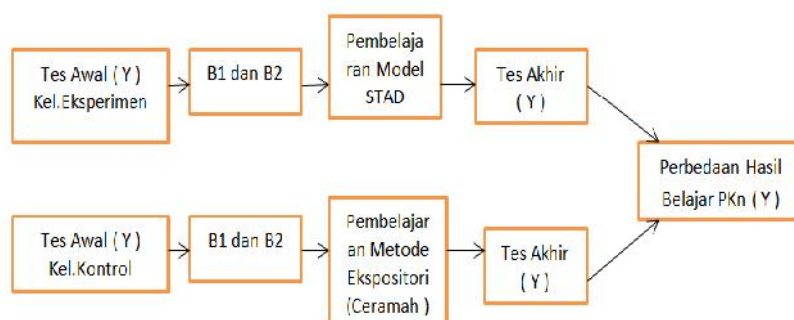 Tes Awal ( Y )
Kel.Eksperimen
B1 dan B2
Pembelaja
ran Model
STAD
Tes Akhir
( Y )
Perbedaan Hasil
Belajar PKn ( Y )
Tes Awal ( Y )
Kel.Kontrol
B1 dan B2
Pembelajar
an Metode
Ekspositori
(Ceramah )
Tes Akhir
( Y )